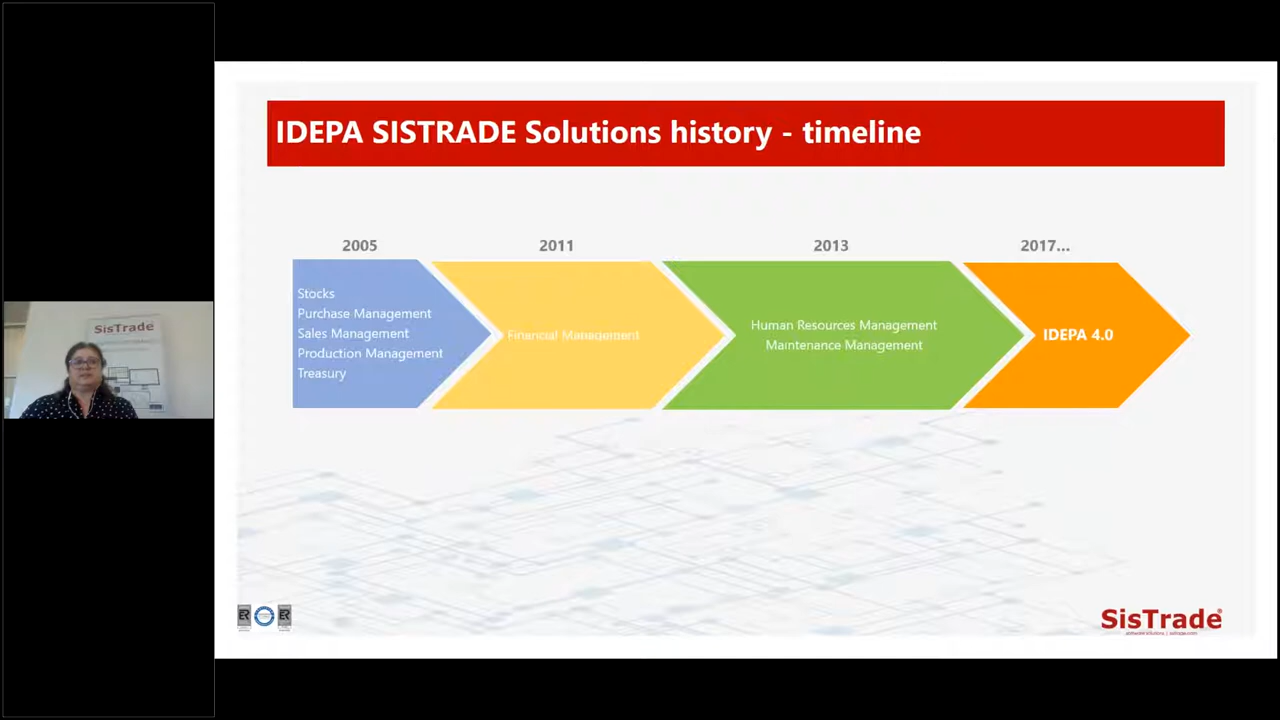 IDEPA SISTRADE Solutions history - timeline
2005
2011
2013
2017...
Stocks
Purchase Management
Sales Management
Production Management
Treasury
Financial Management
Human Resources Management
Maintenance Management
IDEPA 4.0
SisTrade
SisTrade®